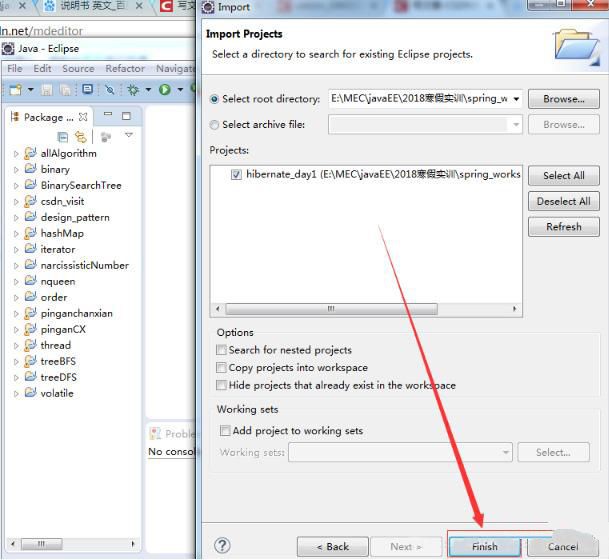 说明书 英文_百
写文
Import
ln.net/mdeditor
Java - Eclipse
File Edit Source Refactor Navigate
Package ...
allAlgorithm
binary
BinarySearchTree
csdn_visit
design_pattern
hashMap
iterator
narcissisticNumber
nqueen
order
pinganchanxian
pinganCX
thread
treeBFS
treeDFS
volatile
Proble
No consol
Import Projects
Select a directory to search for existing Eclipse projects.
Select root directory: E:\MEC\javaEE\2018寒假实训\spring_w Browse...
Select archive file: Browse...
Projects:
hibernate_day1 (E:\MEC\javaEE\2018寒假实训\spring_works
Select All
Deselect All
Refresh
Options
Search for nested projects
Copy projects into workspace
Hide projects that already exist in the workspace
Working sets
Add project to working sets
Working sets: Select...
? < Back Next > Finish Cancel